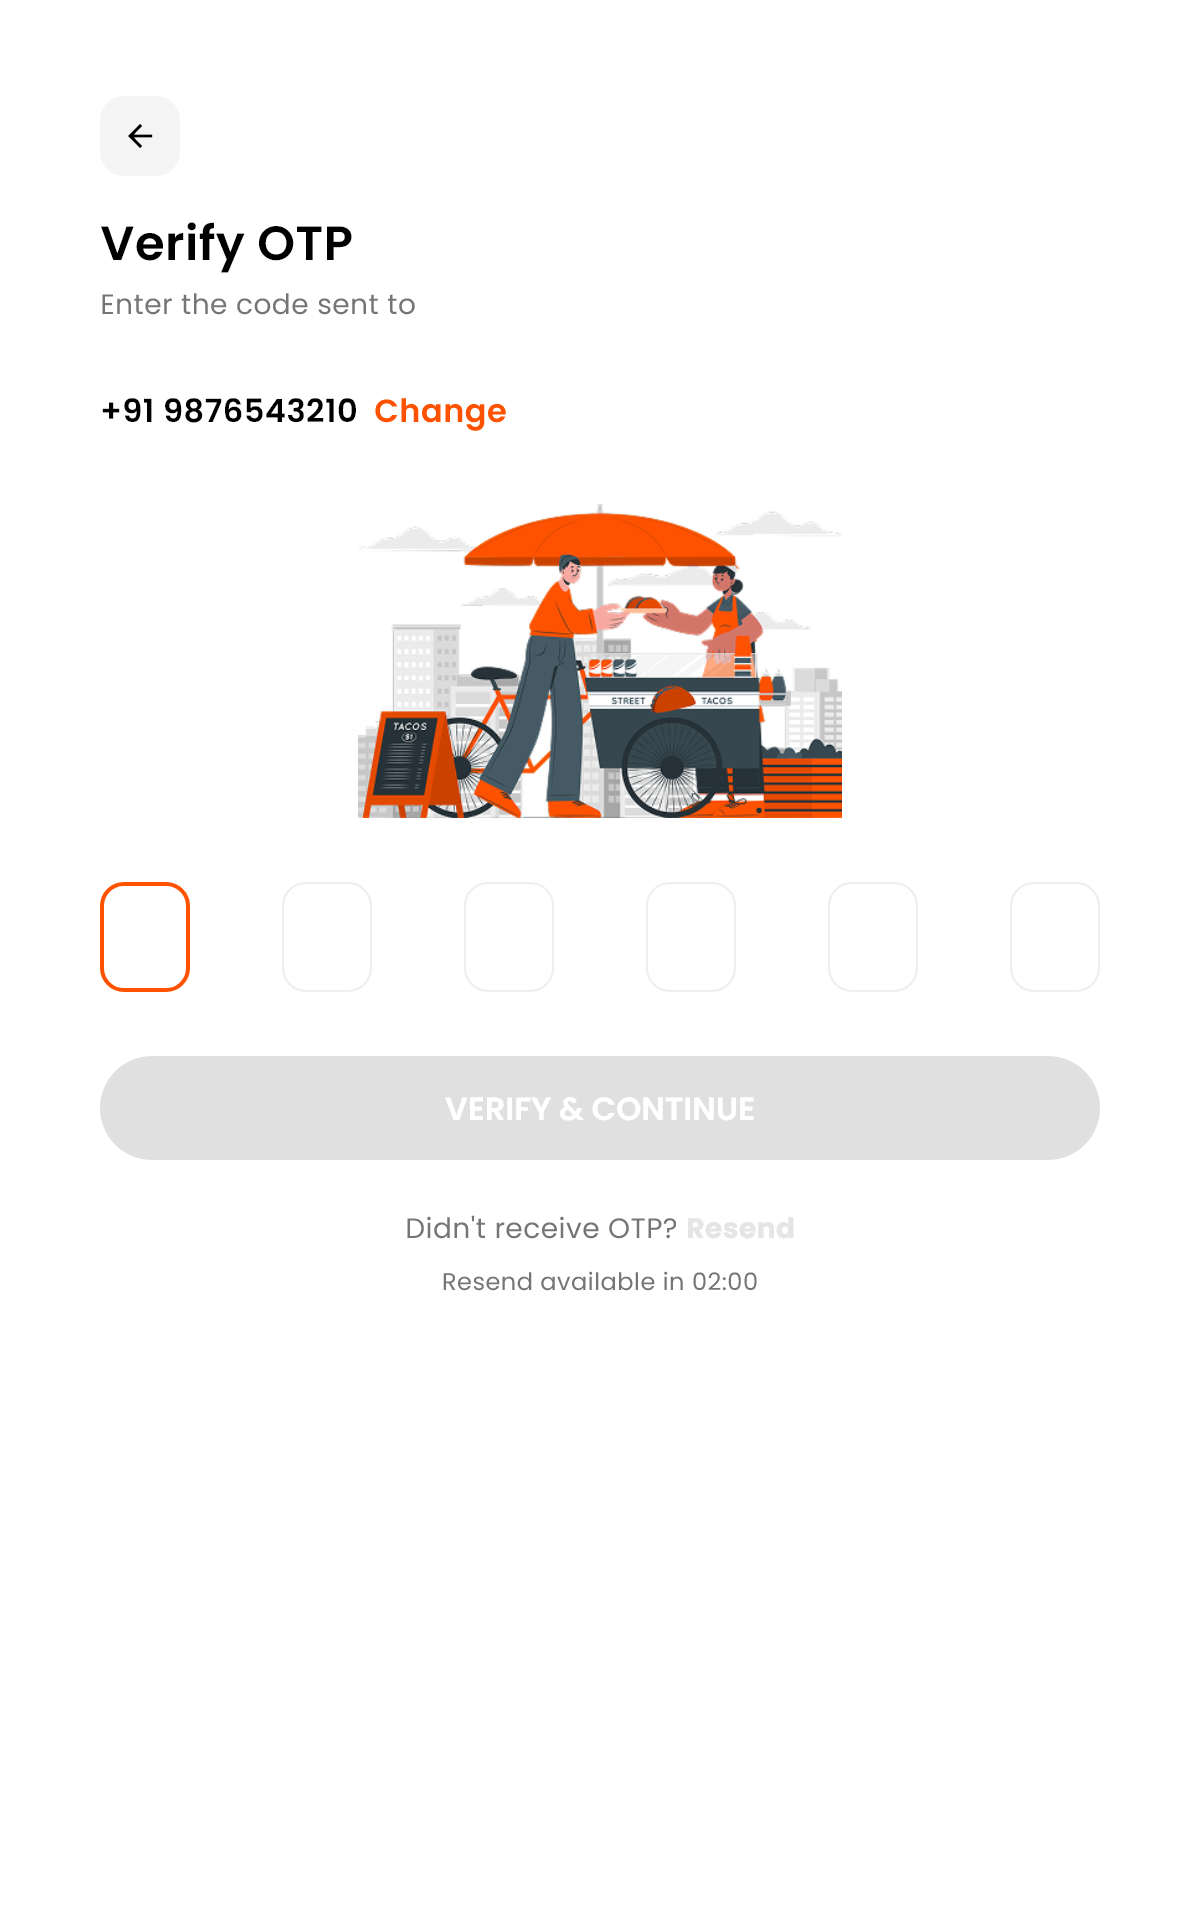 Verify OTP
Enter the code sent to
+91 9876543210 Change
STREET TACOS
TACOS
$1
VERIFY & CONTINUE
Didn't receive OTP? Resend
Resend available in 02:00